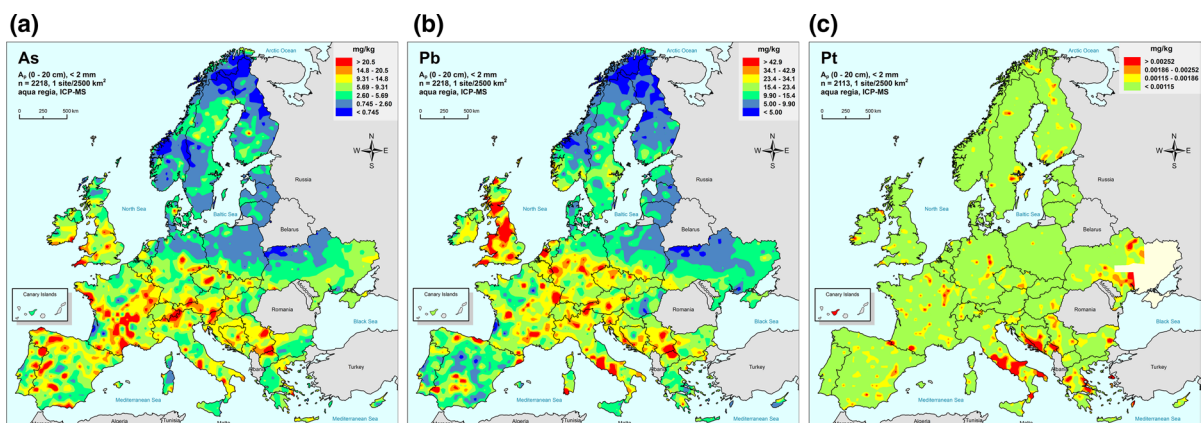 (a)
As
Aₚ (0 - 20 cm), < 2 mm
n = 2218, 1 site/2500 km²
aqua regia, ICP-MS
0 250 500 km
mg/kg
> 20.5
14.8 - 20.5
9.31 - 14.8
5.69 - 9.31
2.60 - 5.69
0.745 - 2.60
< 0.745
Arctic Ocean
N
W E
S
Russia
North Sea
Baltic Sea
Belarus
Canary Islands
Moldova
Romania
Black Sea
Albania
Turkey
Mediterranean Sea
Mediterranean Sea
Algeria
Tunisia
(b)
Pb
Aₚ (0 - 20 cm), < 2 mm
n = 2218, 1 site/2500 km²
aqua regia, ICP-MS
0 250 500 km
mg/kg
> 42.9
34.1 - 42.9
23.4 - 34.1
15.4 - 23.4
9.90 - 15.4
5.00 - 9.90
< 5.00
Arctic Ocean
N
W E
S
Russia
North Sea
Baltic Sea
Belarus
Canary Islands
Moldova
Romania
Black Sea
Albania
Turkey
Mediterranean Sea
Mediterranean Sea
Algeria
Tunisia
(c)
Pt
Aₚ (0 - 20 cm), < 2 mm
n = 2113, 1 site/2500 km²
aqua regia, ICP-MS
0 250 500 km
mg/kg
> 0.00252
0.00186 - 0.00252
0.00115 - 0.00186
< 0.00115
Arctic Ocean
N
W E
S
Russia
North Sea
Baltic Sea
Belarus
Canary Islands
Moldova
Romania
Black Sea
Albania
Turkey
Mediterranean Sea
Mediterranean Sea
Algeria
Tunisia